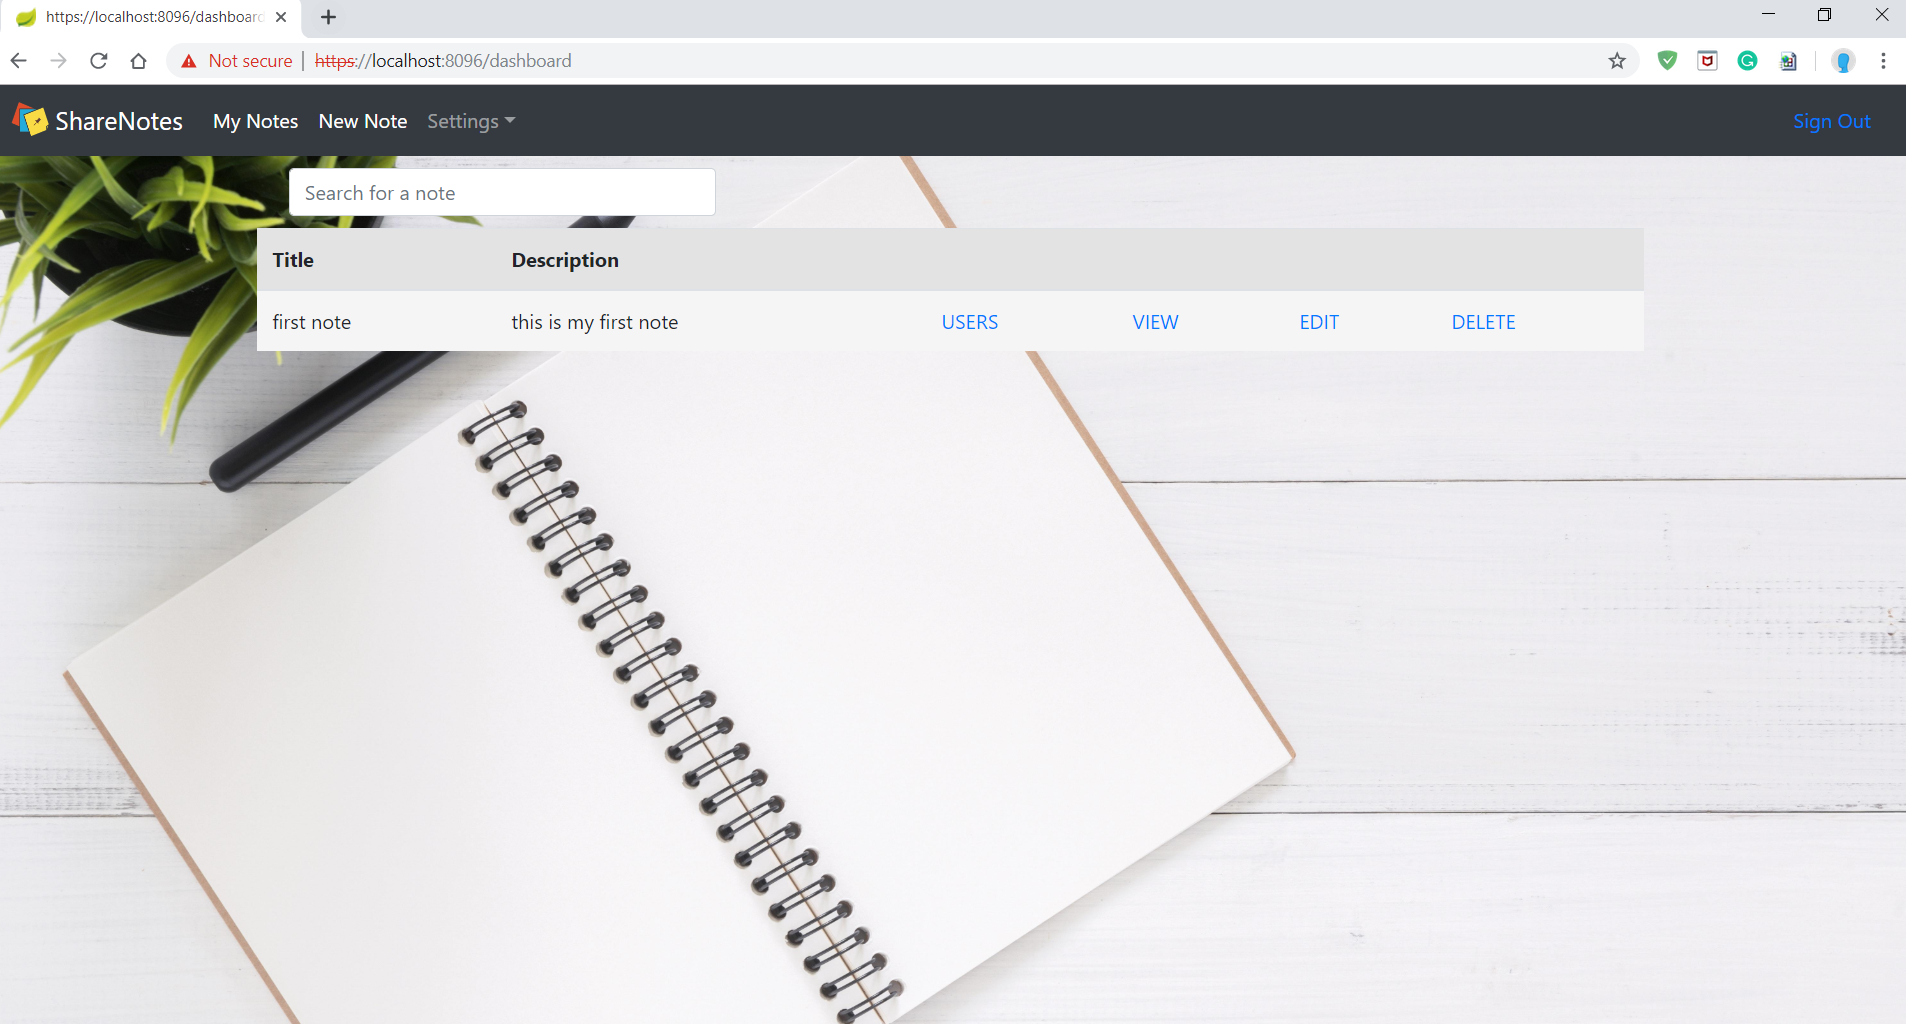 https://localhost:8096/dashboard
Not secure | https://localhost:8096/dashboard
ShareNotes My Notes New Note Settings Sign Out
Search for a note
Title Description
first note this is my first note USERS VIEW EDIT DELETE